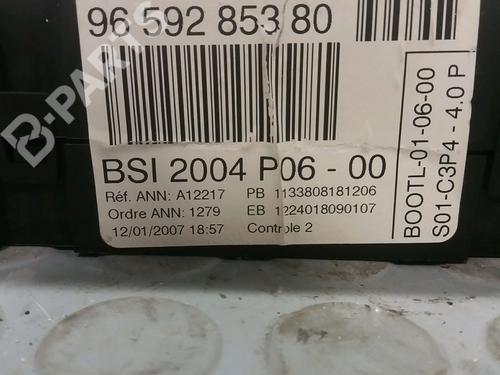 96 592 853 80
BSI 2004 P06 - 00
Réf. ANN: A12217 PB 1133808181206
Ordre ANN: 1279 EB 1224018090107
12/01/2007 18:57 Controle 2
BOOTL-01-06-00
S01-C3P4 - 4.0 P
B-PARTS